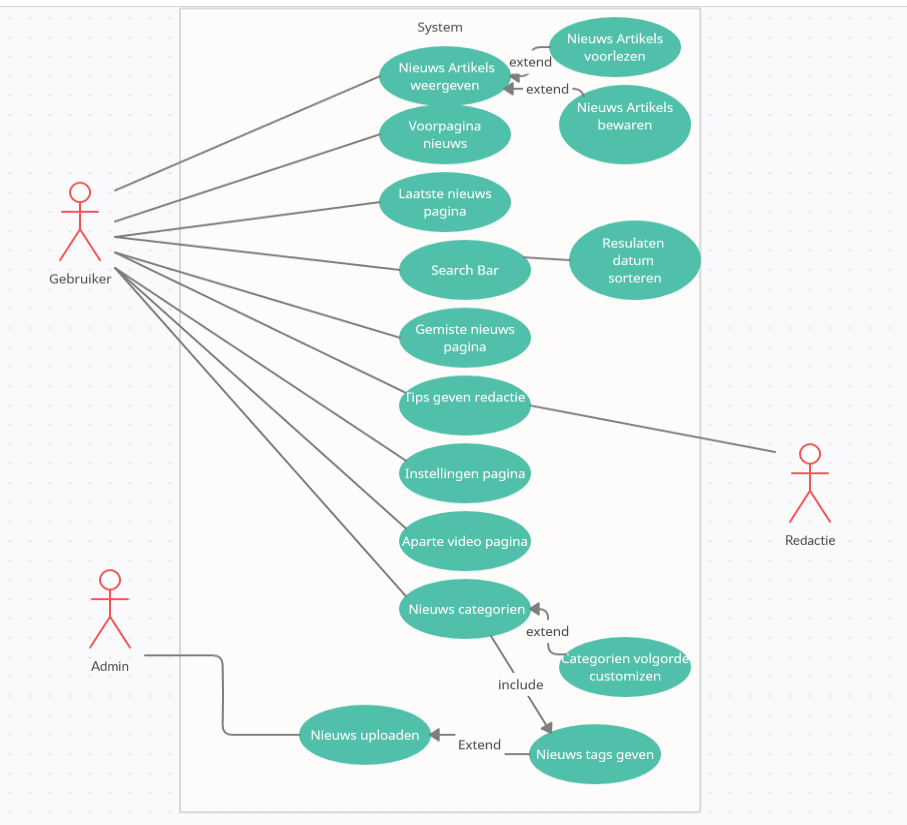 System
Nieuws Artikels
voorlezen
extend
Nieuws Artikels
weergeven
extend
Nieuws Artikels
bewaren
Voorpagina
nieuws
Laatste nieuws
pagina
Search Bar
Resulaten
datum
sorteren
Gebruiker
Gemiste nieuws
pagina
Tips geven redactie
Instellingen pagina
Redactie
Aparte video pagina
Nieuws categorien
extend
Categorien volgorde
customizen
Admin
include
Nieuws uploaden
Extend
Nieuws tags geven